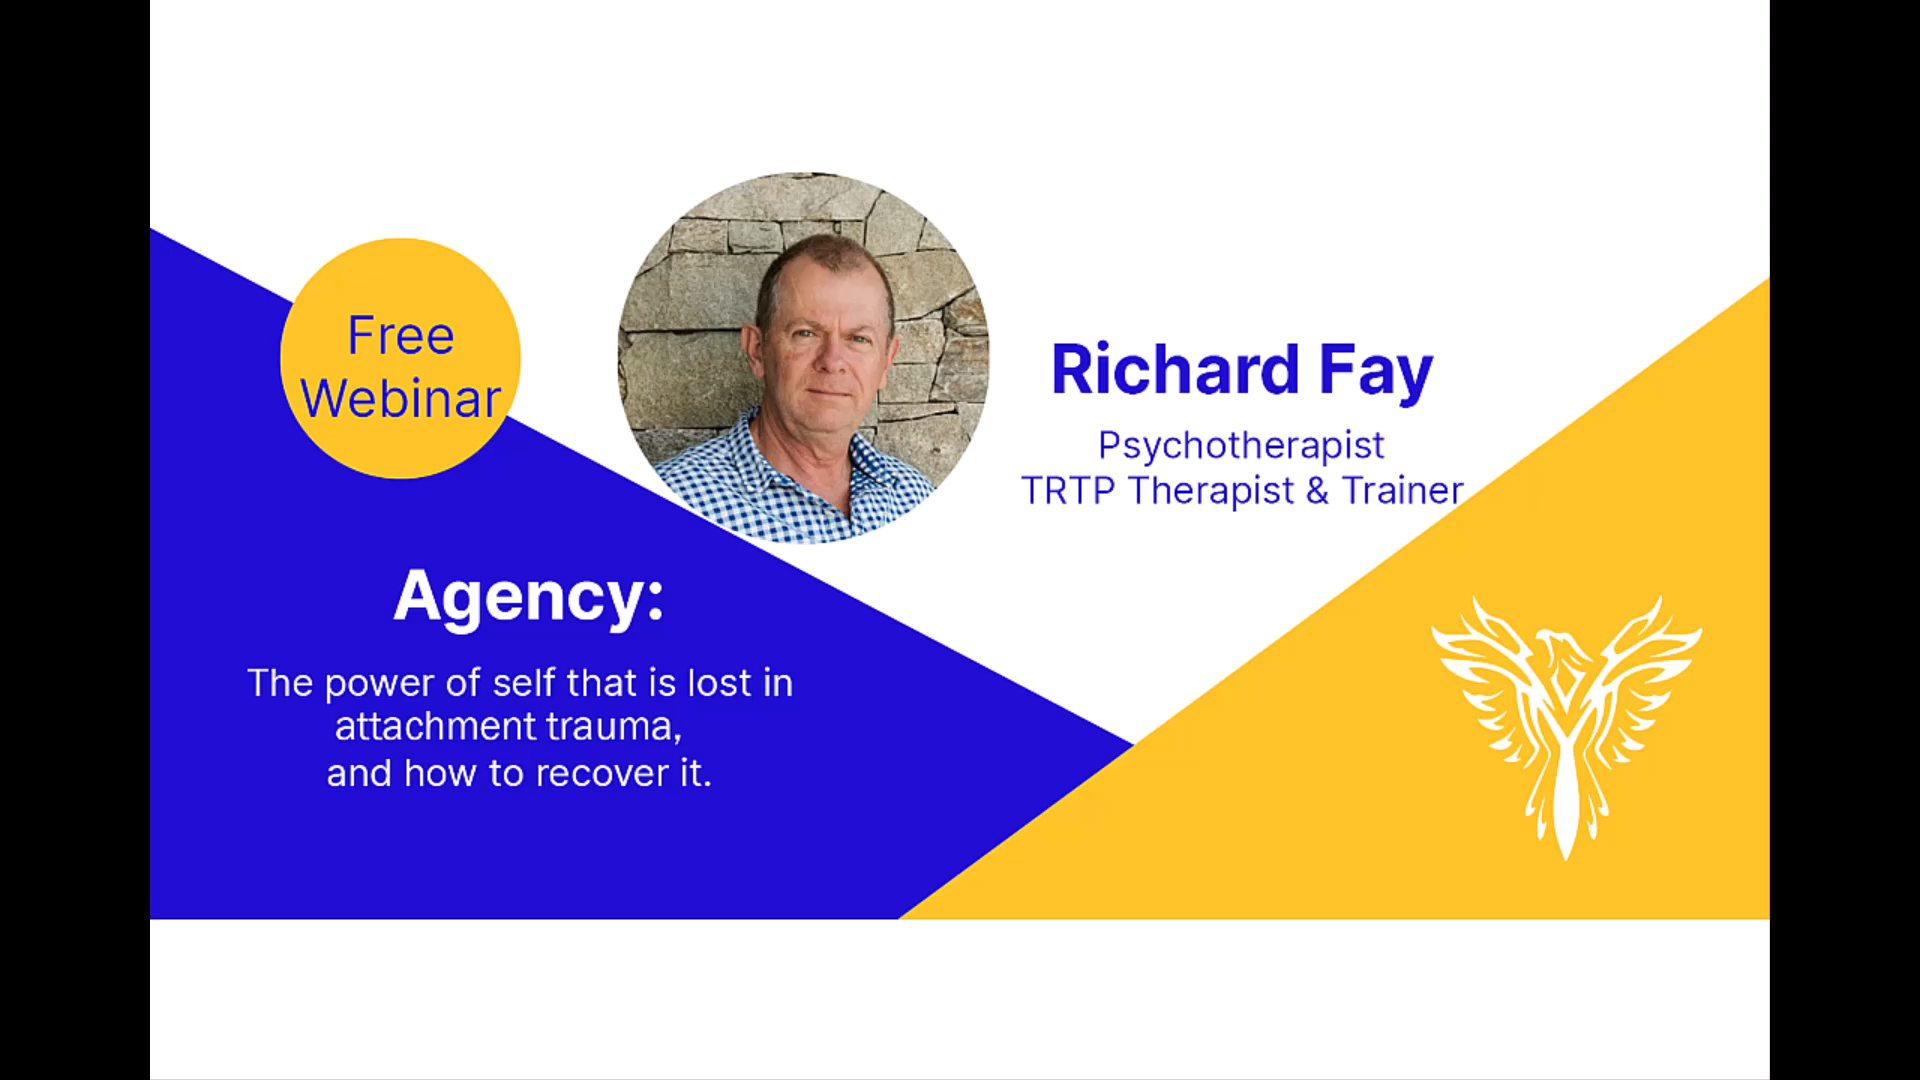 Free
Webinar
Richard Fay
Psychotherapist
TRTP Therapist & Trainer
Agency:
The power of self that is lost in
attachment trauma,
and how to recover it.